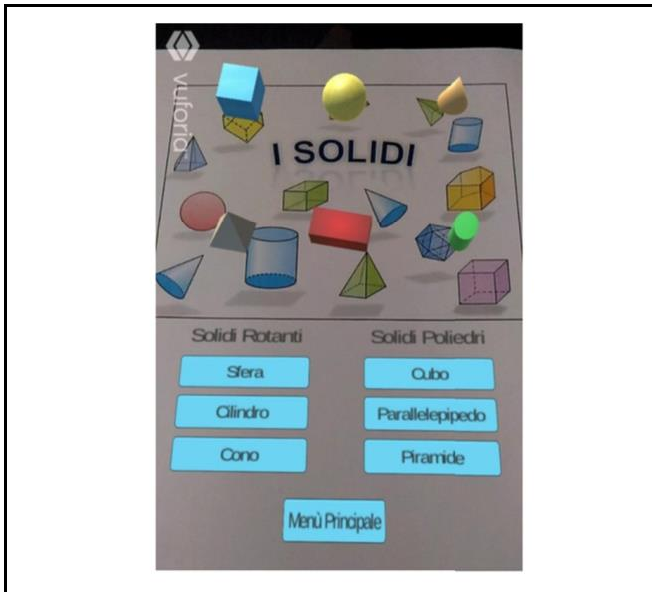 vuforia
I SOLIDI
Solidi Rotanti
Solidi Poliedri
Sfera
Cubo
Cilindro
Parallelepipedo
Cono
Piramide
Menù Principale